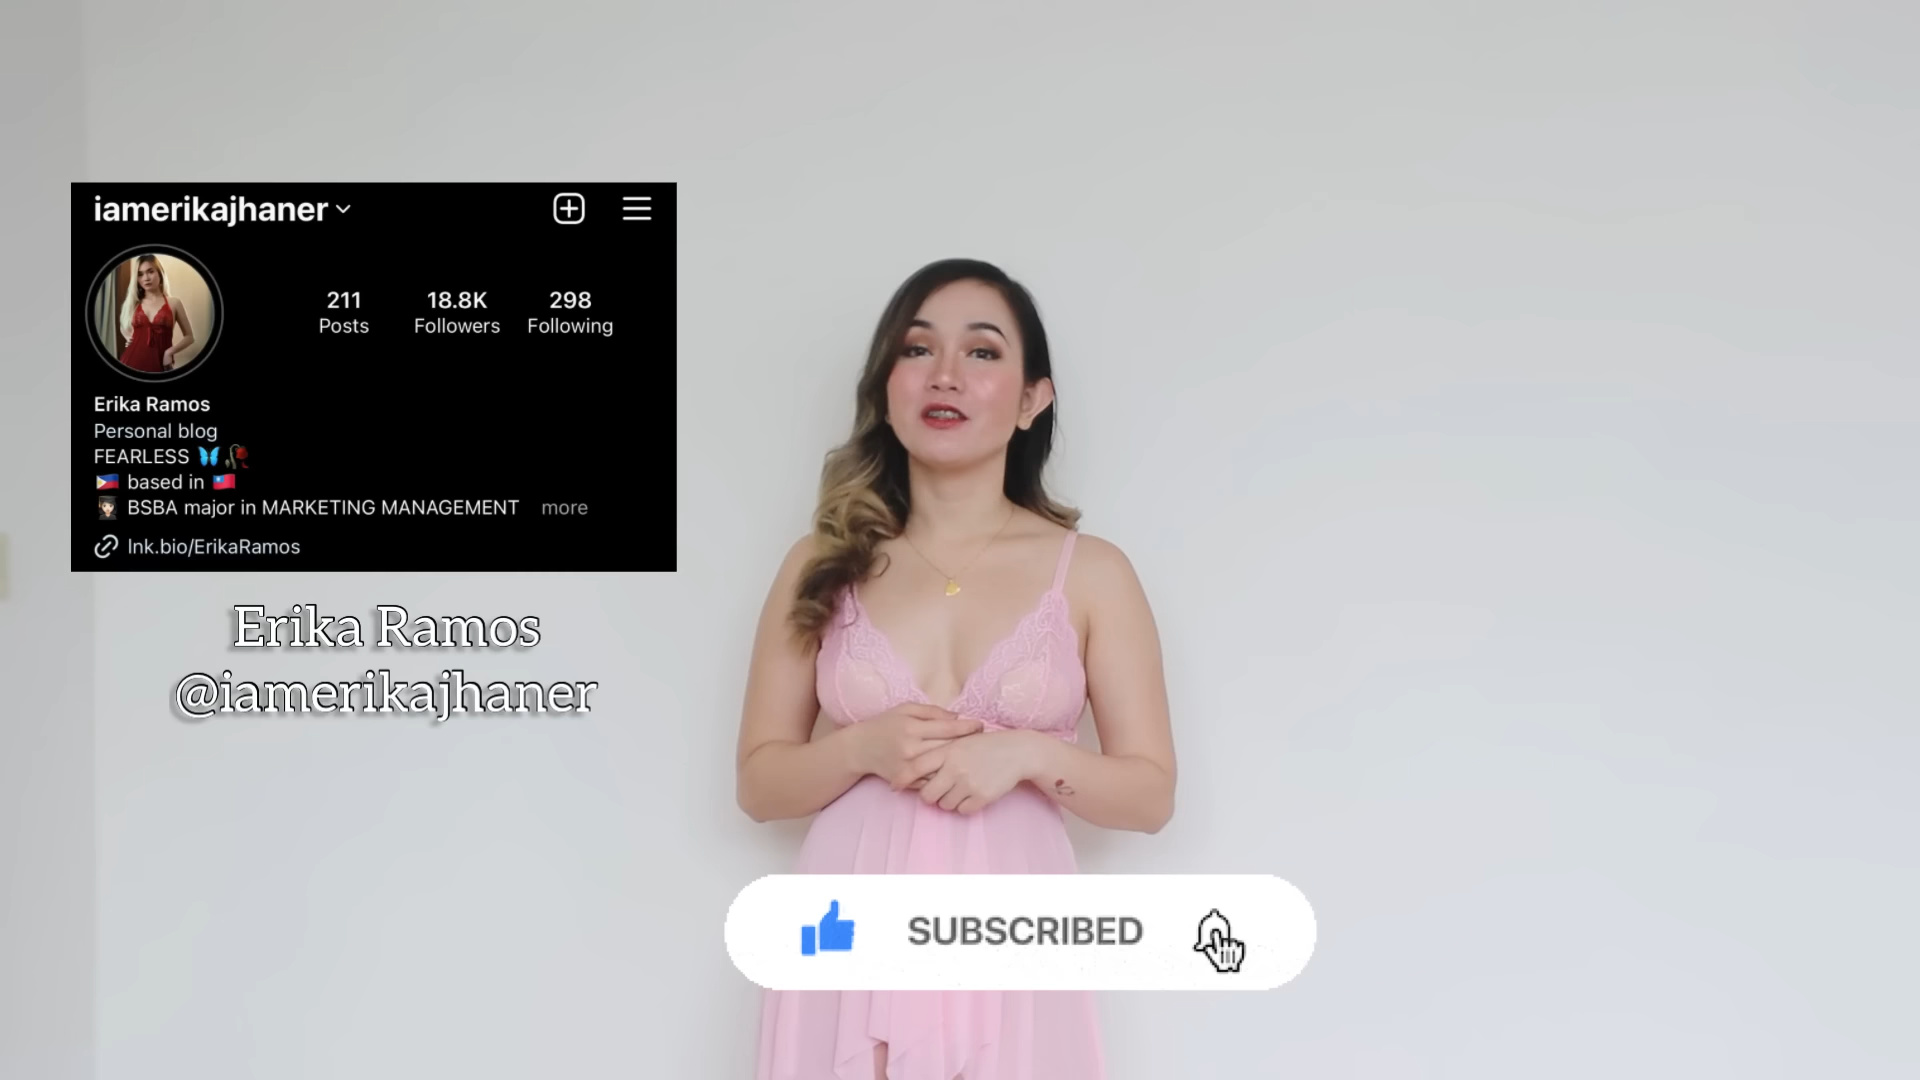 iamerikajhaner
211 18.8K 298
Posts Followers Following
Erika Ramos
Personal blog
FEARLESS 🦋🥀
🇵🇭 based in 🇹🇼
👩🏻‍🎓 BSBA major in MARKETING MANAGEMENT more
lnk.bio/ErikaRamos
Erika Ramos
@iamerikajhaner
SUBSCRIBED